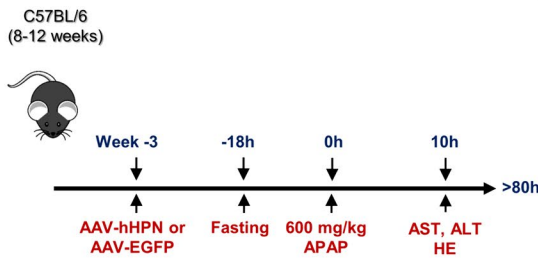 C57BL/6
(8-12 weeks)
Week -3
-18h
0h
10h
>80h
AAV-hHPN or
AAV-EGFP
Fasting
600 mg/kg
APAP
AST, ALT
HE